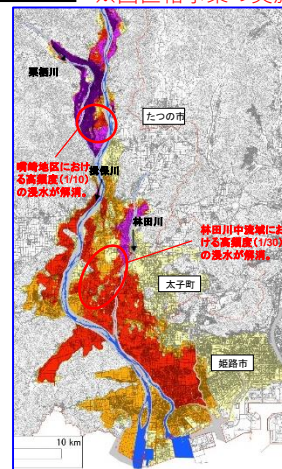 栗栖川
たつの市
揖保川
嘴崎地区におけ
る高頻度(1/10)
の浸水が解消。
林田川
林田川中流域にお
ける高頻度(1/30)
の浸水が解消。
太子町
姫路市
10 km